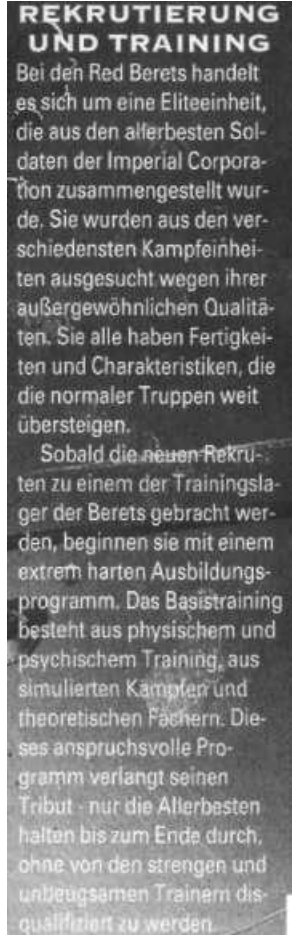 REKRUTIERUNG
UND TRAINING
Bei den Red Berets handelt
es sich um eine Eliteeinheit,
die aus den allerbesten Sol-
daten der Imperial Corpora-
tion zusammengestellt wur-
de. Sie wurden aus den ver-
schiedensten Kampfeinhei-
ten ausgesucht wegen ihrer
außergewöhnlichen Qualitä-
ten. Sie alle haben Fertigkei-
ten und Charakteristiken, die
die normaler Truppen weit
übersteigen.
Sobald die neuen Rekru-
ten zu einem der Trainingsla-
ger der Berets gebracht wer-
den, beginnen sie mit einem
extrem harten Ausbildungs-
programm. Das Basistraining
besteht aus physischem und
psychischem Training, aus
simulierten Kämpfen und
theoretischen Fächern. Die-
ses anspruchsvolle Pro-
gramm verlangt seinen
Tribut - nur die Allerbesten
halten bis zum Ende durch,
ohne von den strengen und
unbeugsamen Trainern dis-
qualifiziert zu werden.